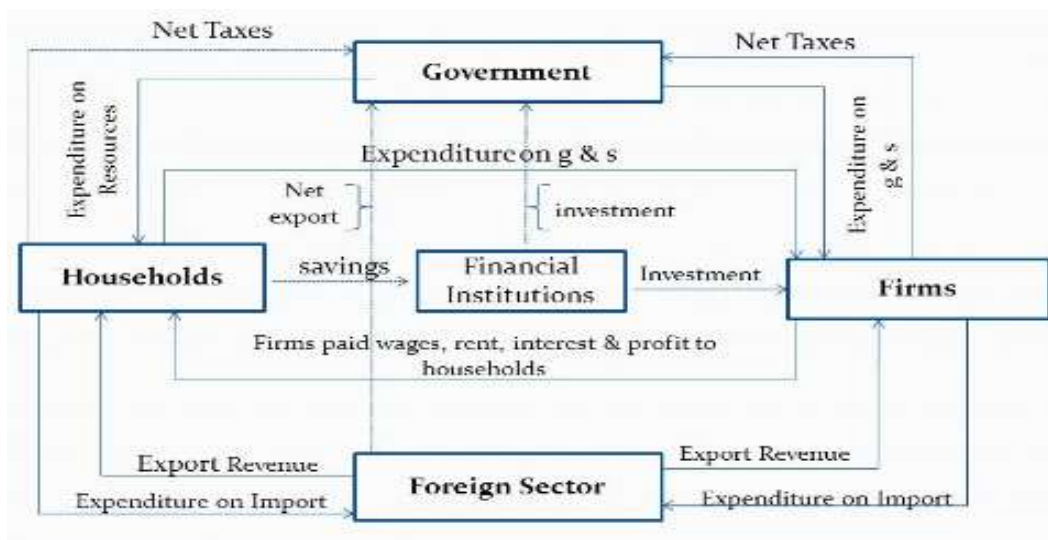 Net Taxes
Net Taxes
Government
Expenditure on
Resources
Expenditure on g & s
Expenditure on
g & s
Net
export
investment
Households
savings
Financial
Institutions
Investment
Firms
Firms paid wages, rent, interest & profit to
households
Export Revenue
Export Revenue
Foreign Sector
Expenditure on Import
Expenditure on Import